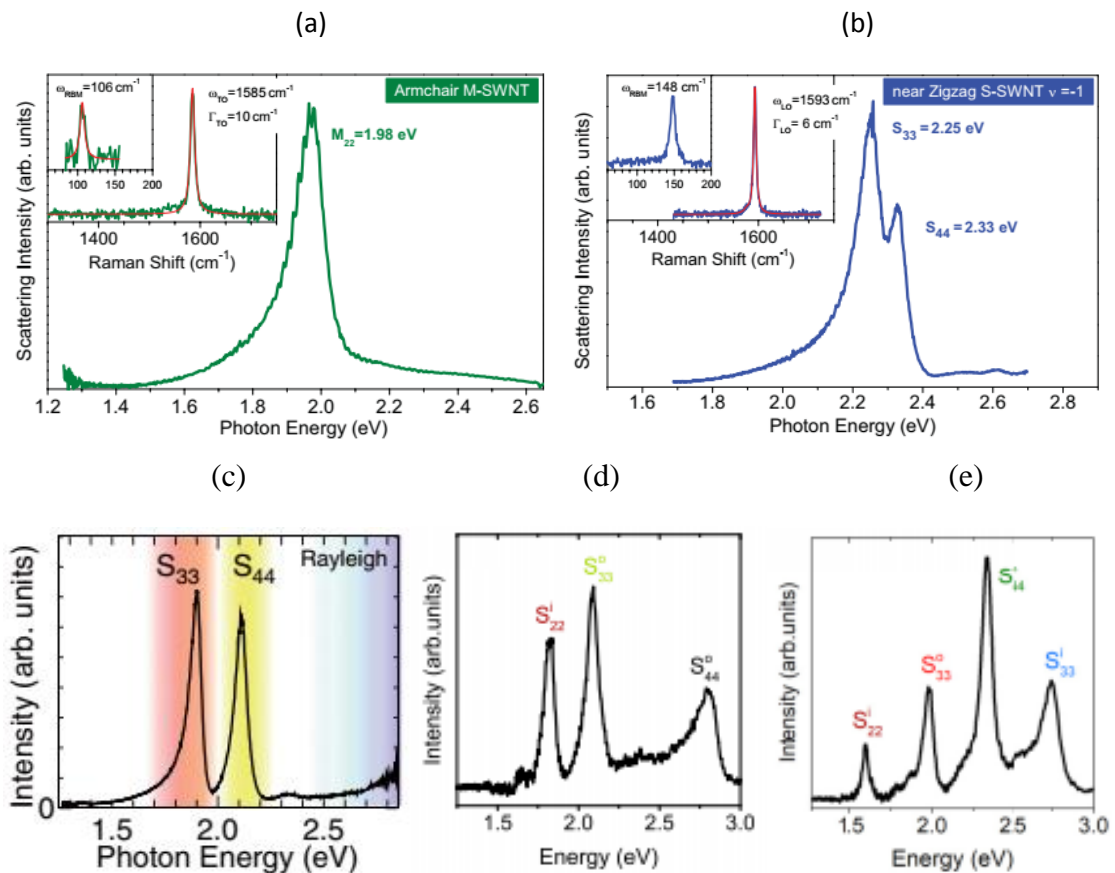 (a)
Scattering Intensity (arb. units)
ω_RBM = 106 cm⁻¹
50 100 150 200
ω_TO = 1585 cm⁻¹
Γ_TO = 10 cm⁻¹
1400 1600
Raman Shift (cm⁻¹)
Armchair M-SWNT
M₂₂=1.98 eV
1.2 1.4 1.6 1.8 2.0 2.2 2.4 2.6
Photon Energy (eV)
(b)
Scattering Intensity (arb. units)
ω_RBM = 148 cm⁻¹
100 150 200
ω_LO = 1593 cm⁻¹
Γ_LO = 6 cm⁻¹
1400 1600
Raman Shift (cm⁻¹)
near Zigzag S-SWNT ν =-1
S₃₃ = 2.25 eV
S₄₄ = 2.33 eV
1.6 1.8 2.0 2.2 2.4 2.6 2.8
Photon Energy (eV)
(c)
Intensity (arb. units)
S₃₃ S₄₄ Rayleigh
0
1.5 2.0 2.5
Photon Energy (eV)
(d)
Intensity (arb.units)
S₂₂ⁱ
S₃₃ᵒ
S₄₄ᵒ
1.5 2.0 2.5 3.0
Energy (eV)
(e)
Intensity (arb.units)
S₂₂ⁱ
S₃₃ᵒ
S₃₃ⁱ
1.5 2.0 2.5 3.0
Energy (eV)